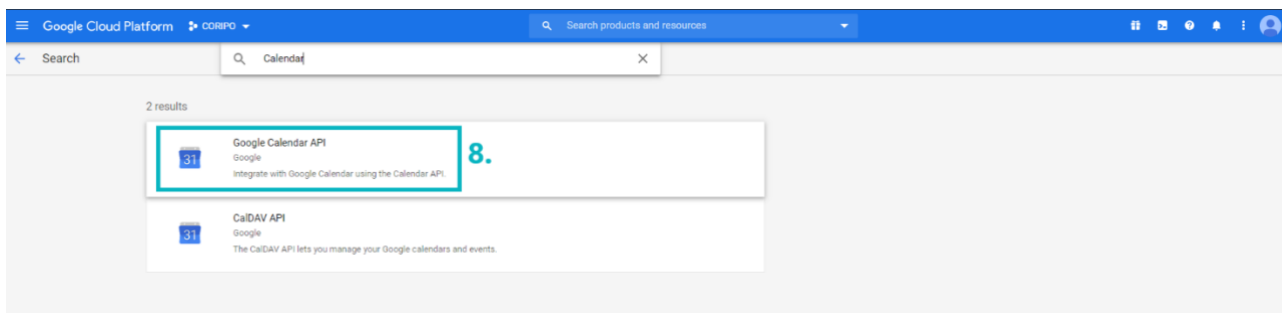 Google Cloud Platform CORIPO Search products and resources
Search Calendar
2 results
Google Calendar API
Google
Integrate with Google Calendar using the Calendar API.
8.
CalDAV API
Google
The CalDAV API lets you manage your Google calendars and events.
31
31